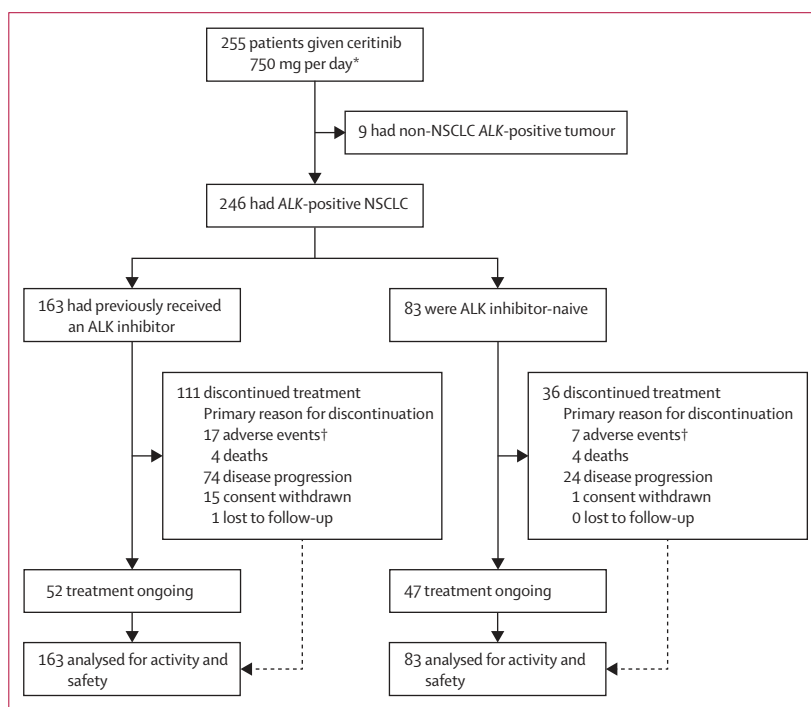 255 patients given ceritinib
750 mg per day*
9 had non-NSCLC ALK-positive tumour
246 had ALK-positive NSCLC
163 had previously received
an ALK inhibitor
83 were ALK inhibitor-naive
111 discontinued treatment
Primary reason for discontinuation
17 adverse events†
4 deaths
74 disease progression
15 consent withdrawn
1 lost to follow-up
36 discontinued treatment
Primary reason for discontinuation
7 adverse events†
4 deaths
24 disease progression
1 consent withdrawn
0 lost to follow-up
52 treatment ongoing
47 treatment ongoing
163 analysed for activity and
safety
83 analysed for activity and
safety